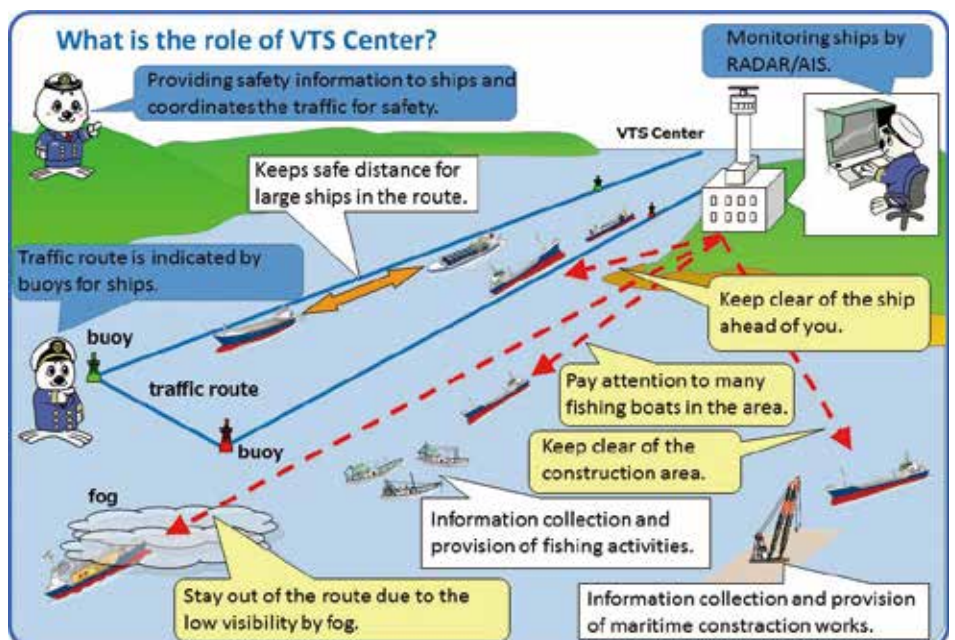 What is the role of VTS Center?
Providing safety information to ships and
coordinates the traffic for safety.
Monitoring ships by
RADAR/AIS.
VTS Center
Keeps safe distance for
large ships in the route.
Traffic route is indicated by
buoys for ships.
Keep clear of the ship
ahead of you.
buoy
traffic route
Pay attention to many
fishing boats in the area.
buoy
Keep clear of the
construction area.
fog
Information collection and
provision of fishing activities.
Stay out of the route due to the
low visibility by fog.
Information collection and provision
of maritime constraction works.